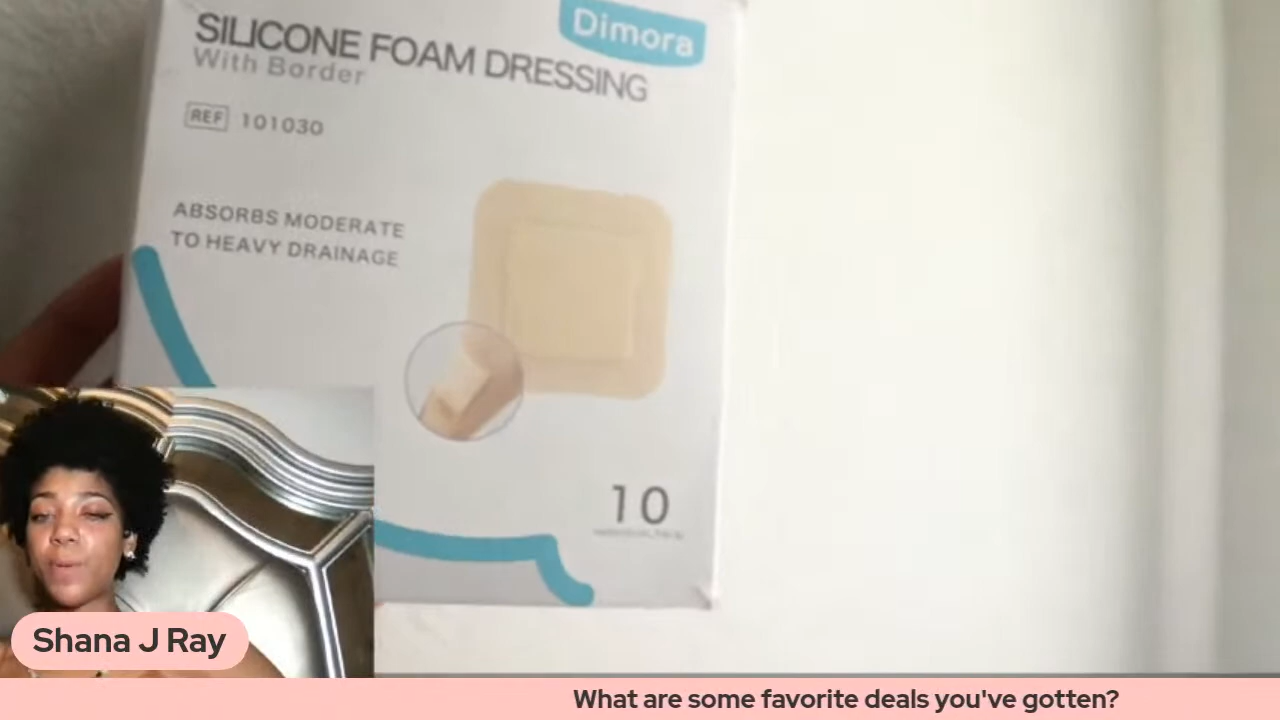 Dimora
SILICONE FOAM DRESSING
With Border
REF 101030
ABSORBS MODERATE
TO HEAVY DRAINAGE
10
Shana J Ray
What are some favorite deals you've gotten?